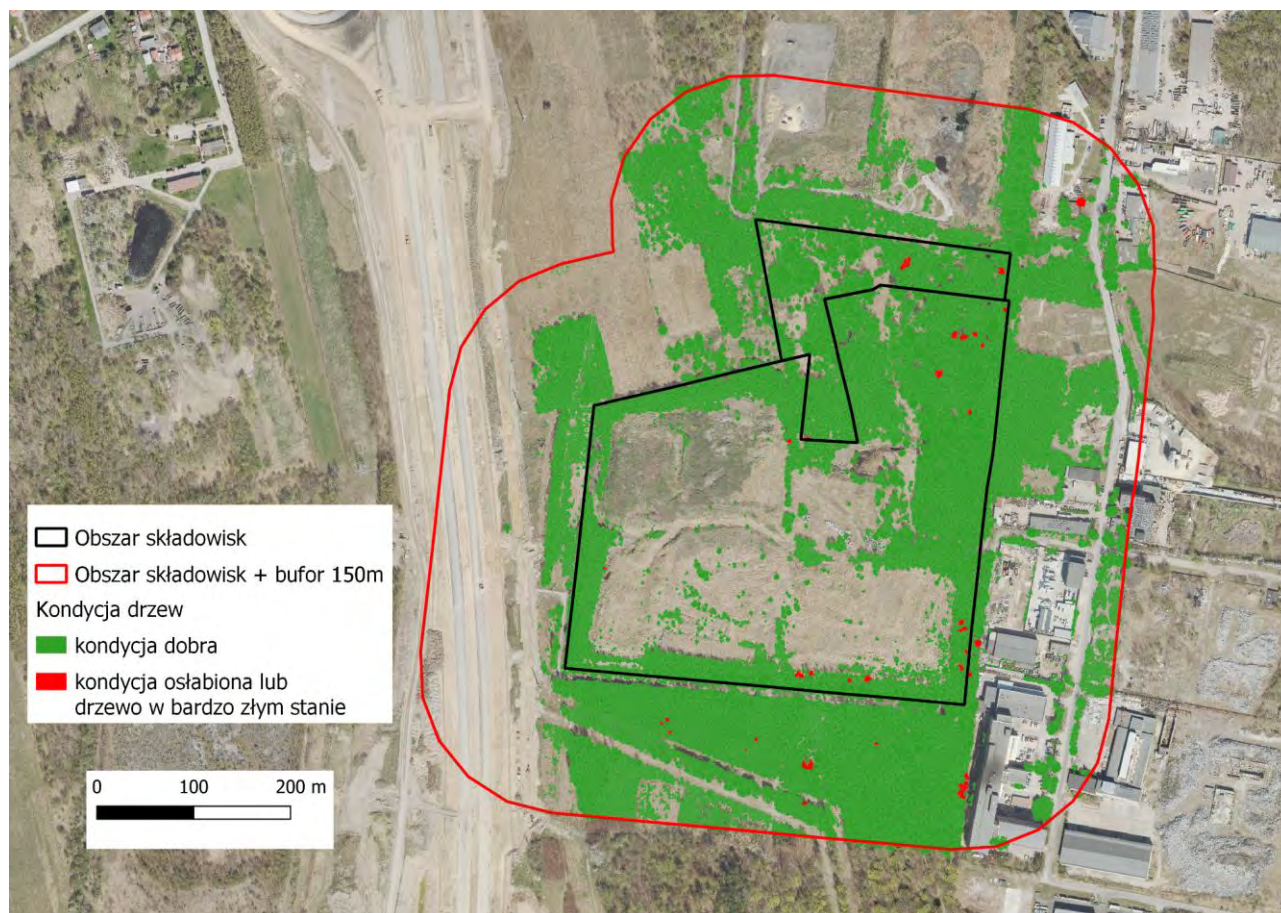 Obszar składowisk
Obszar składowisk + bufor 150m
Kondycja drzew
kondycja dobra
kondycja osłabiona lub
drzewo w bardzo złym stanie
0 100 200 m